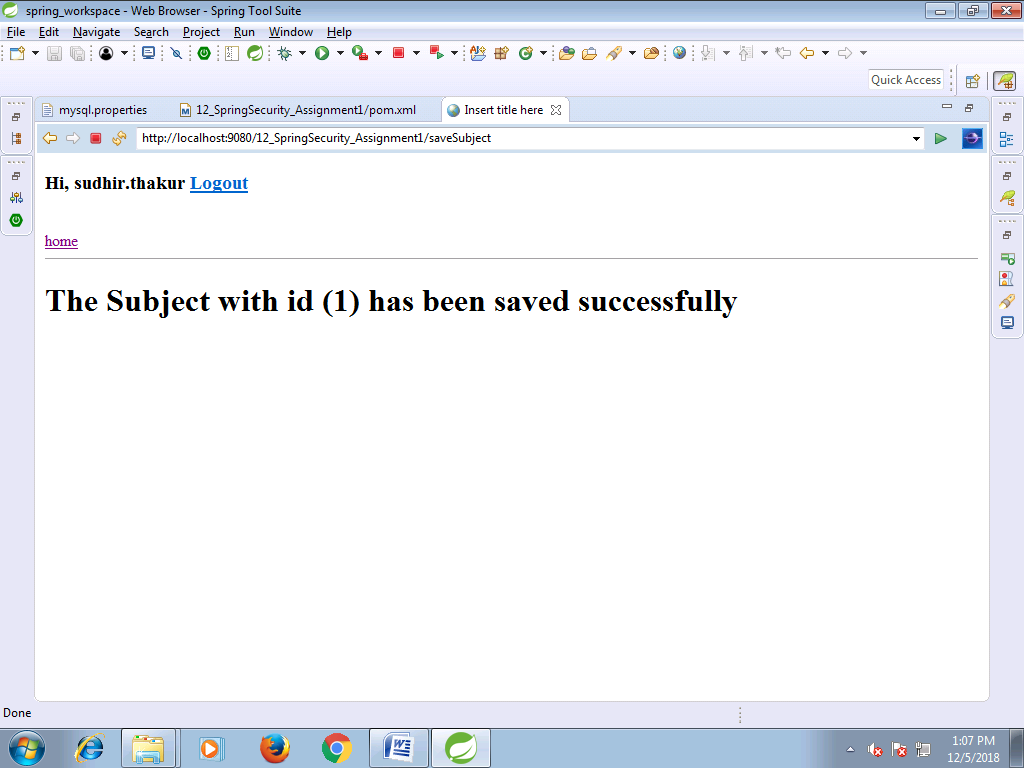 spring_workspace - Web Browser - Spring Tool Suite
File Edit Navigate Search Project Run Window Help
Quick Access
mysql.properties 12_SpringSecurity_Assignment1/pom.xml Insert title here
http://localhost:9080/12_SpringSecurity_Assignment1/saveSubject
Hi, sudhir.thakur Logout
home
The Subject with id (1) has been saved successfully
Done
1:07 PM
12/5/2018